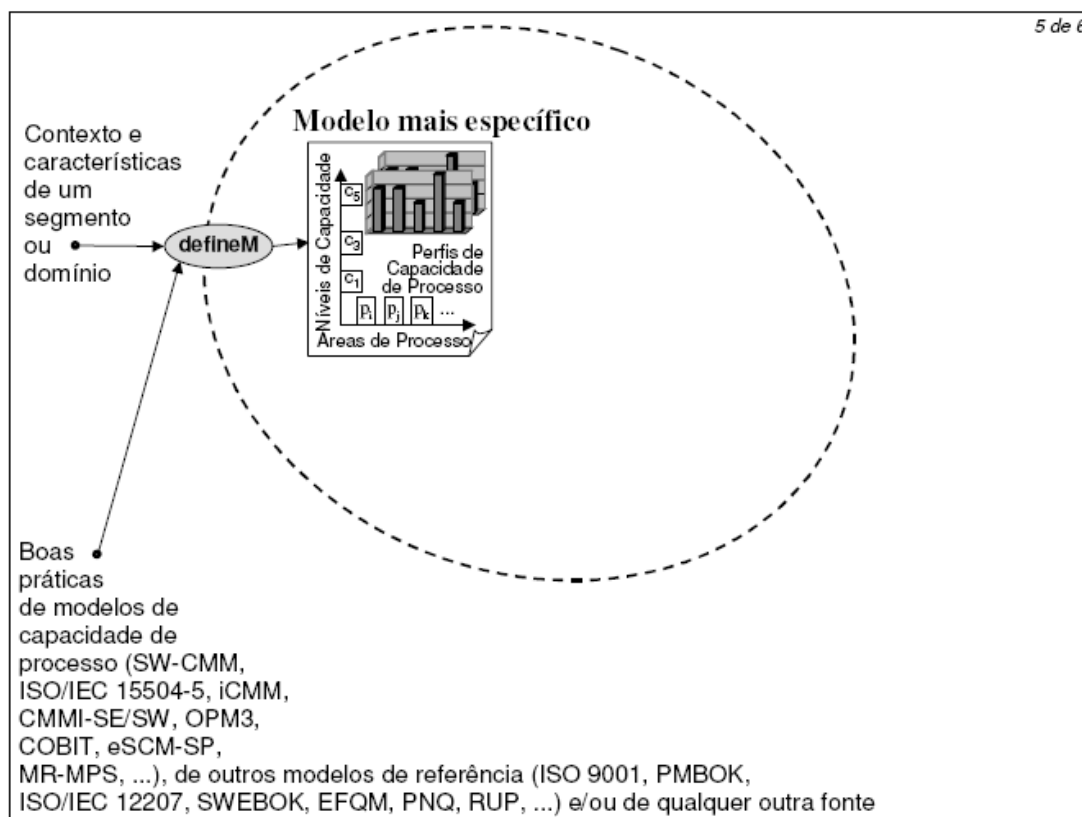 5 de 6
Contexto e
características
de um
segmento
ou
domínio
defineM
Modelo mais específico
Níveis de Capacidade
c5
c3
c1
Perfis de
Capacidade
de Processo
pi pj pk ...
Áreas de Processo
Boas
práticas
de modelos de
capacidade de
processo (SW-CMM,
ISO/IEC 15504-5, iCMM,
CMMI-SE/SW, OPM3,
COBIT, eSCM-SP,
MR-MPS, ...), de outros modelos de referência (ISO 9001, PMBOK,
ISO/IEC 12207, SWEBOK, EFQM, PNQ, RUP, ...) e/ou de qualquer outra fonte